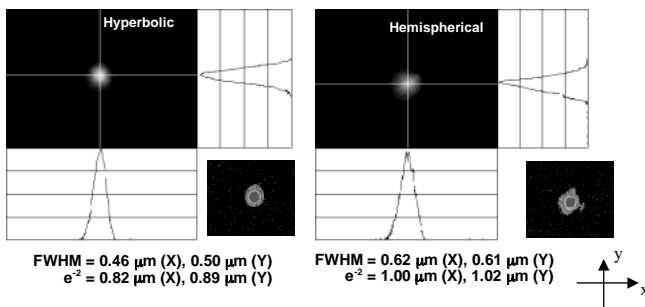 Hyperbolic
Hemispherical
FWHM = 0.46 µm (X), 0.50 µm (Y)
e⁻² = 0.82 µm (X), 0.89 µm (Y)
FWHM = 0.62 µm (X), 0.61 µm (Y)
e⁻² = 1.00 µm (X), 1.02 µm (Y)
y
x